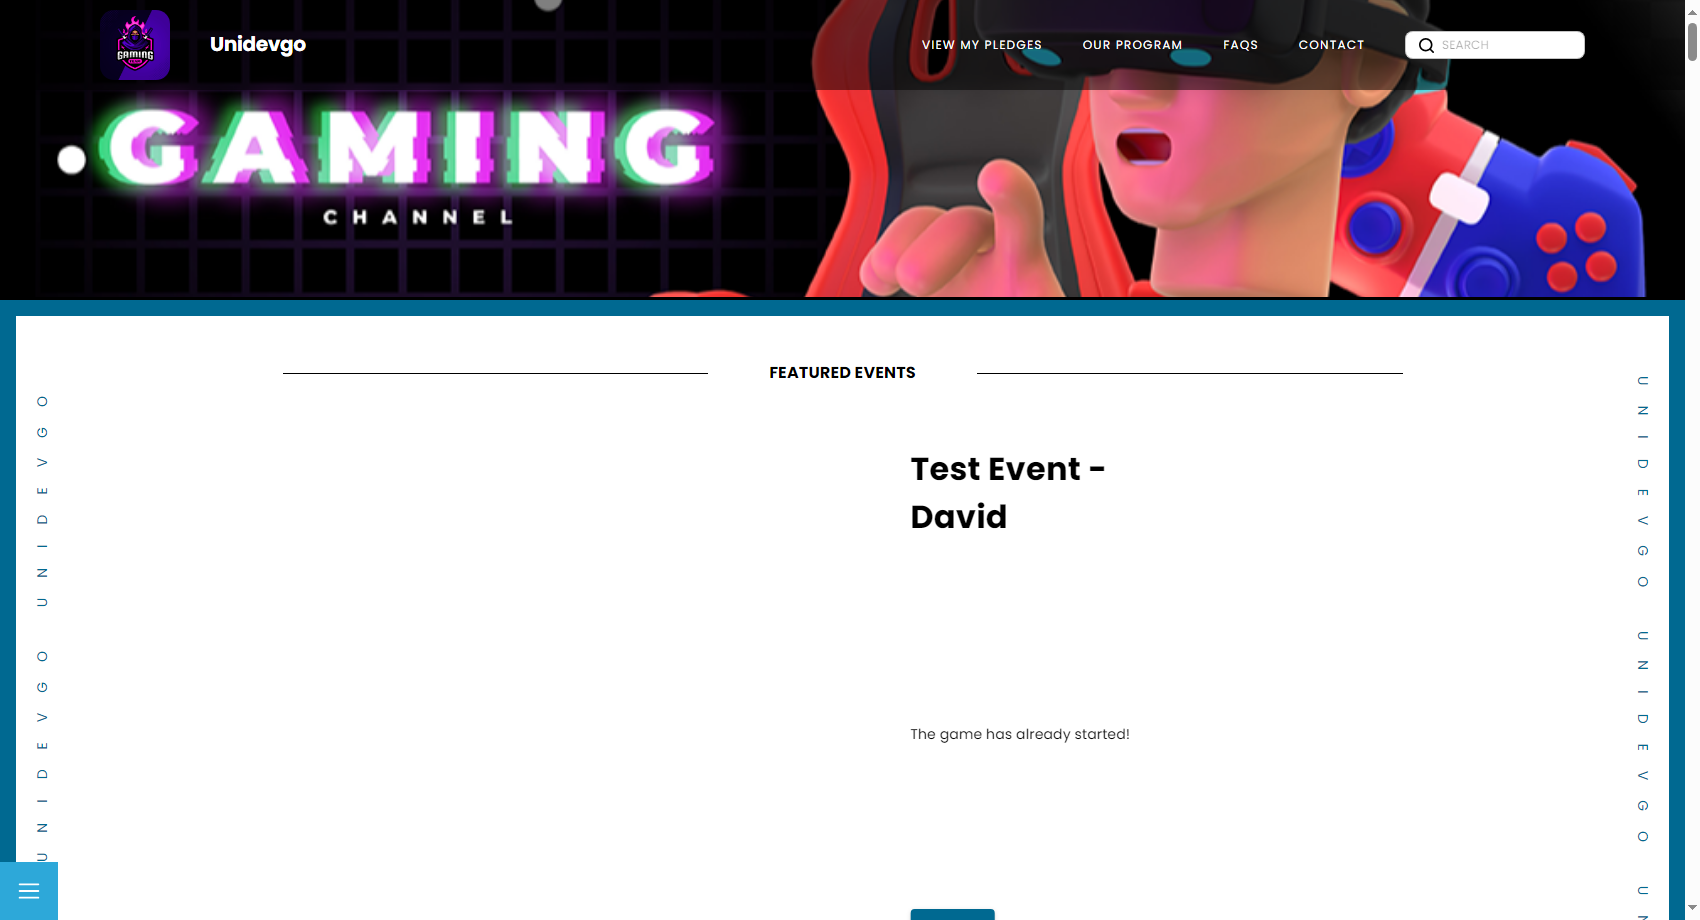 GAMING
Unidevgo
VIEW MY PLEDGES
OUR PROGRAM
FAQS
CONTACT
SEARCH
GAMING
CHANNEL
FEATURED EVENTS
Test Event -
David
The game has already started!
UNIDEVGO UNIDEVGO
UNIDEVGO UNIDEVGO UN